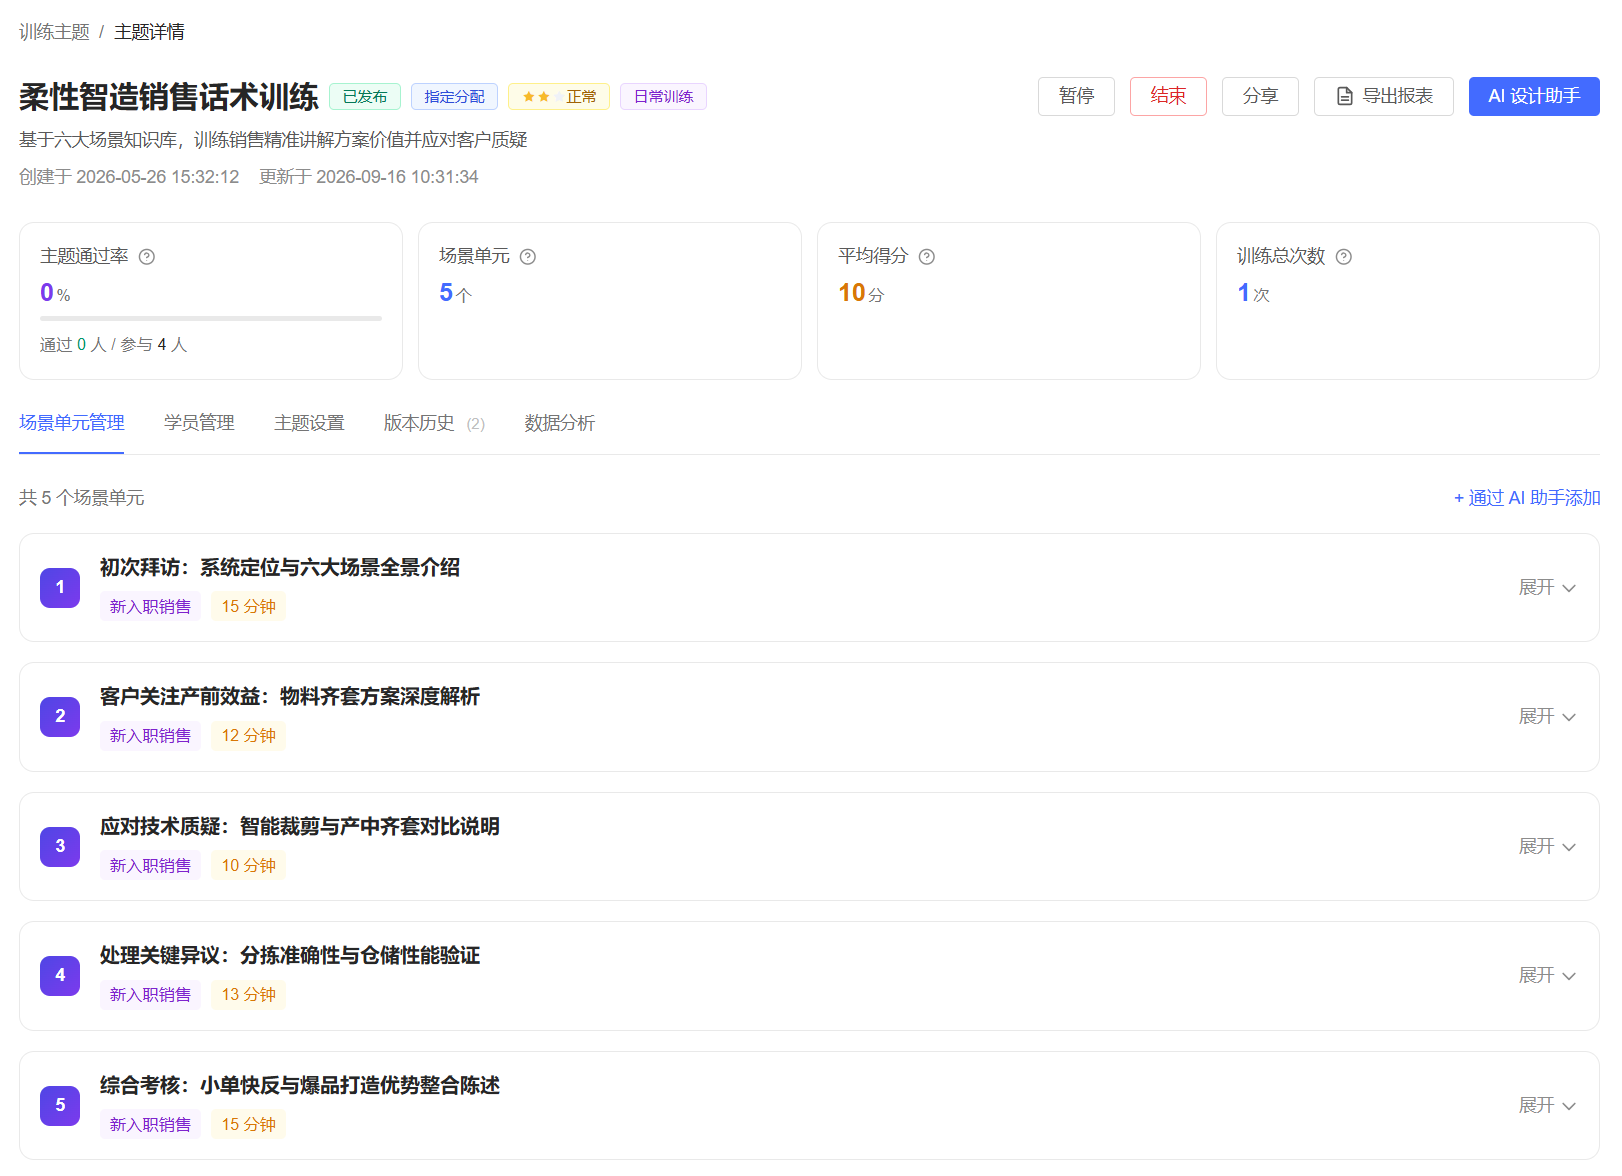 训练主题 / 主题详情
柔性智造销售话术训练 已发布 指定分配 正常 日常训练 暂停 结束 分享 导出报表 AI 设计助手
基于六大场景知识库，训练销售精准讲解方案价值并应对客户质疑
创建于 2026-05-26 15:32:12 更新于 2026-09-16 10:31:34
主题通过率
0 %
通过 0 人 / 参与 4 人
场景单元
5 个
平均得分
10 分
训练总次数
1 次
场景单元管理 学员管理 主题设置 版本历史 (2) 数据分析
共 5 个场景单元 + 通过 AI 助手添加
1 初次拜访：系统定位与六大场景全景介绍
新入职销售 15 分钟
展开
2 客户关注产前效益：物料齐套方案深度解析
新入职销售 12 分钟
展开
3 应对技术质疑：智能裁剪与产中齐套对比说明
新入职销售 10 分钟
展开
4 处理关键异议：分拣准确性与仓储性能验证
新入职销售 13 分钟
展开
5 综合考核：小单快反与爆品打造优势整合陈述
新入职销售 15 分钟
展开